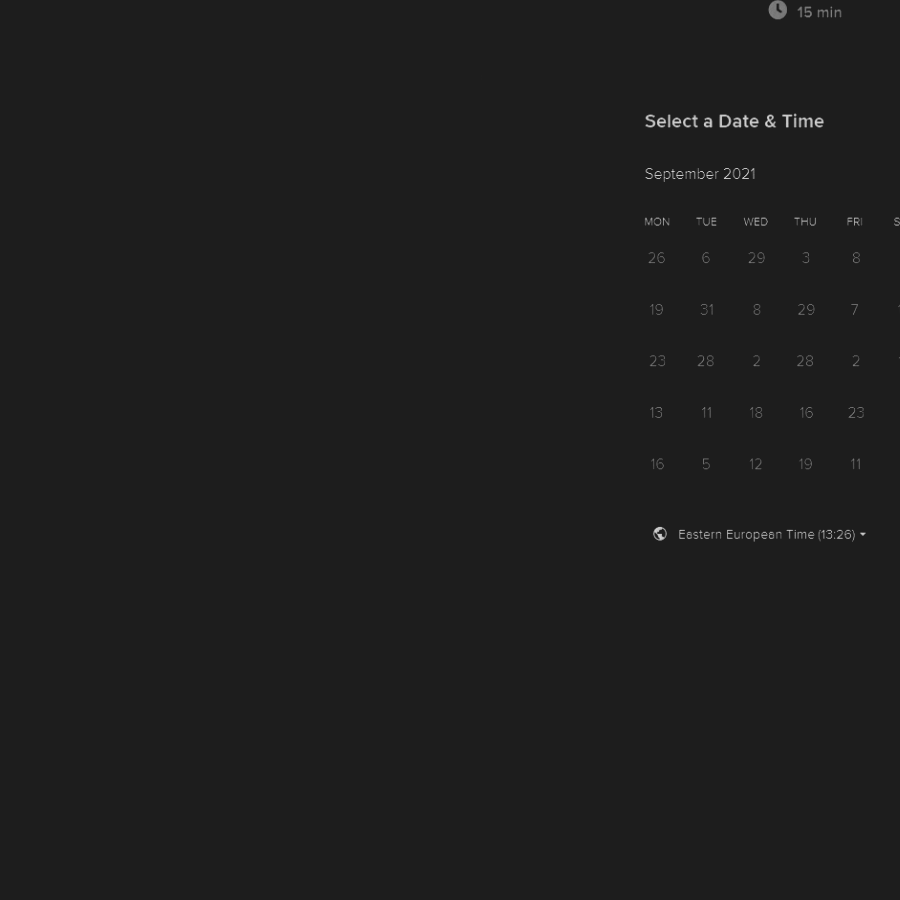 15 min
Select a Date & Time
September 2021
MON TUE WED THU FRI
26 6 29 3 8
19 31 8 29 7
23 28 2 28 2
13 11 18 16 23
16 5 12 19 11
Eastern European Time (13:26)